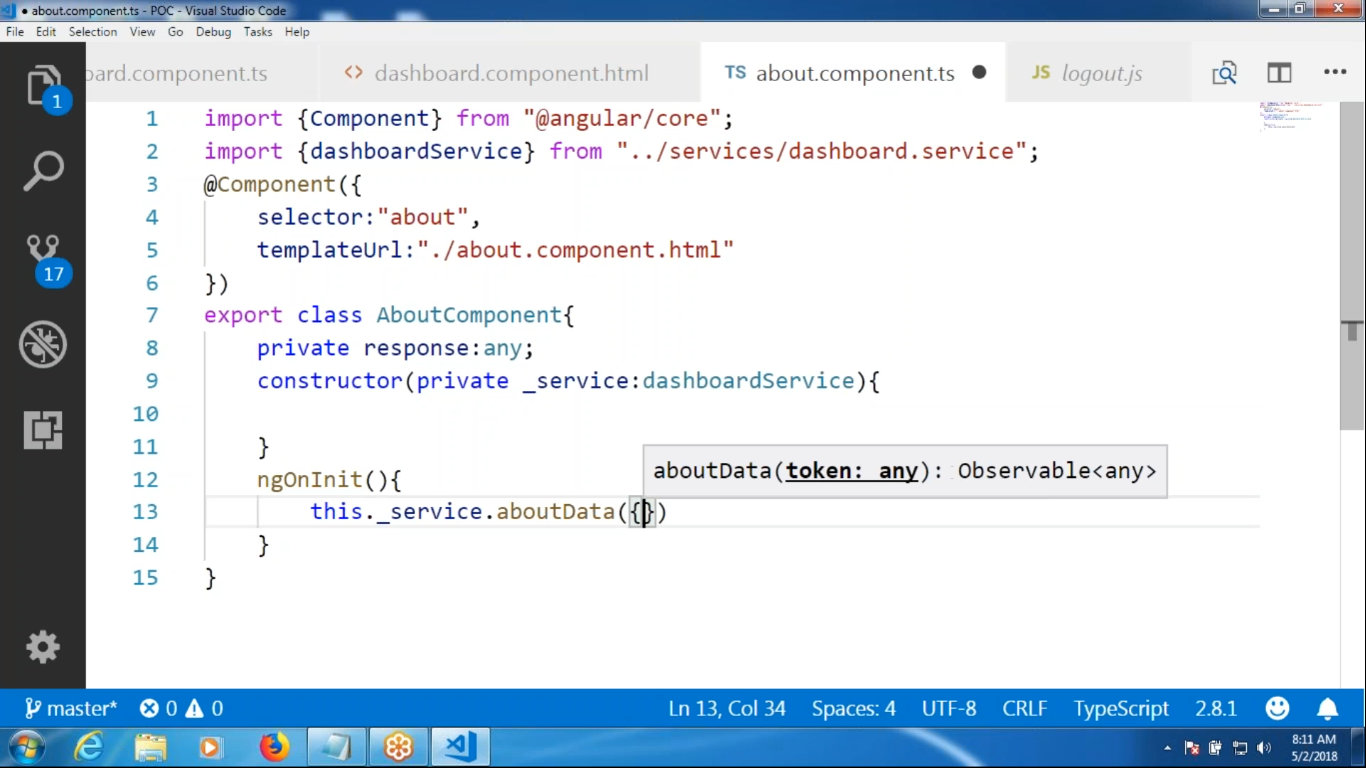 ● about.component.ts - POC - Visual Studio Code
File Edit Selection View Go Debug Tasks Help
oard.component.ts <> dashboard.component.html TS about.component.ts ● JS logout.js
1 import {Component} from "@angular/core";
2 import {dashboardService} from "../services/dashboard.service";
3 @Component({
4 selector:"about",
5 templateUrl:"./about.component.html"
6 })
7 export class AboutComponent{
8 private response:any;
9 constructor(private _service:dashboardService){
10
11 }
aboutData(token: any): Observable<any>
12 ngOnInit(){
13 this._service.aboutData({})
14 }
15 }
1
17
master* 0 0 Ln 13, Col 34 Spaces: 4 UTF-8 CRLF TypeScript 2.8.1
8:11 AM
5/2/2018